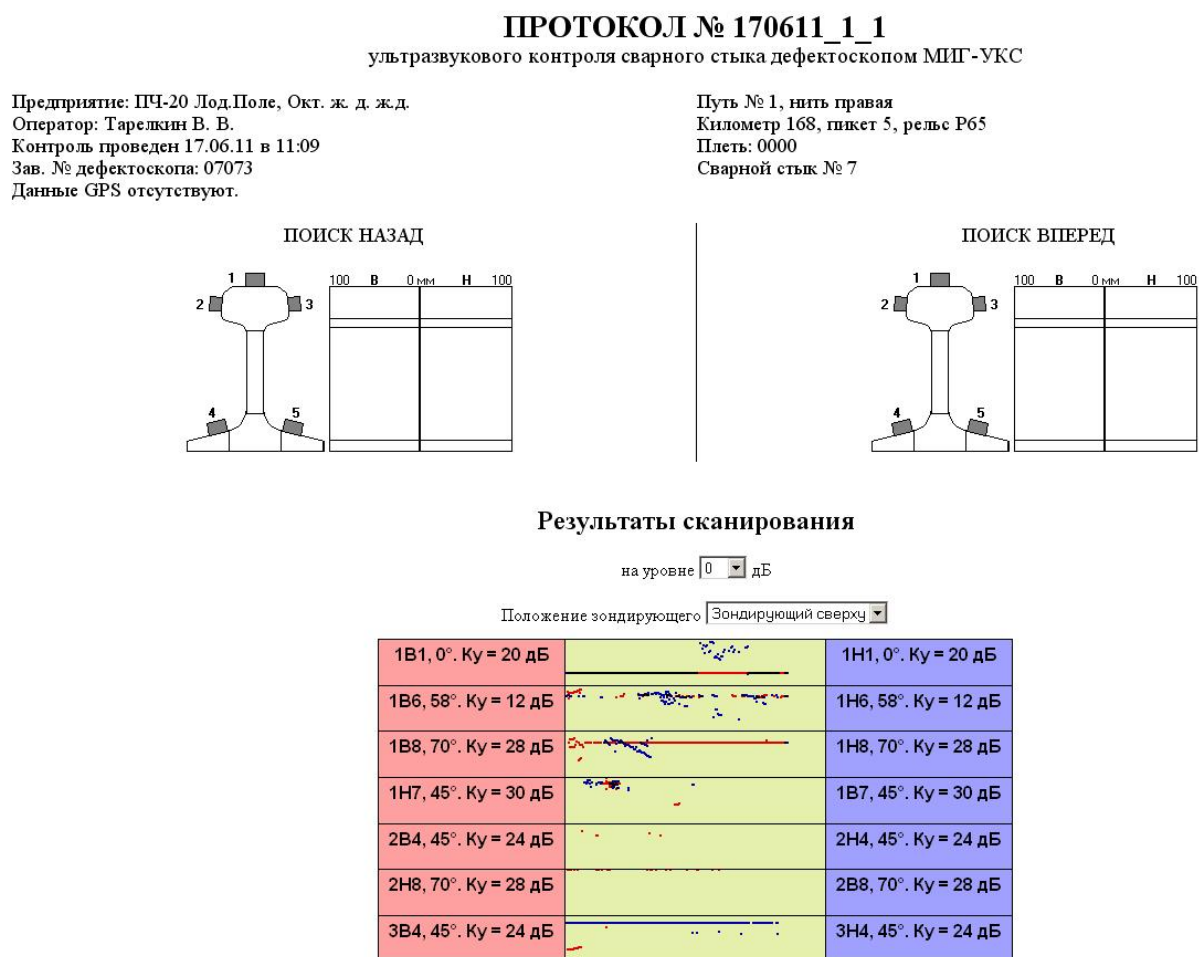 ПРОТОКОЛ № 170611_1_1
ультразвукового контроля сварного стыка дефектоскопом МИГ-УКС
Предприятие: ПЧ-20 Лод.Поле, Окт. ж. д. ж.д.
Оператор: Тарелкин В. В.
Контроль проведен 17.06.11 в 11:09
Зав. № дефектоскопа: 07073
Данные GPS отсутствуют.
Путь № 1, нить правая
Километр 168, пикет 5, рельс Р65
Плеть: 0000
Сварной стык № 7
ПОИСК НАЗАД
1
2
3
4
5
100 В 0 мм Н 100
ПОИСК ВПЕРЕД
1
2
3
4
5
100 В 0 мм Н 100
Результаты сканирования
на уровне 0 дБ
Положение зондирующего Зондирующий сверху
1В1, 0°. Ку = 20 дБ 1Н1, 0°. Ку = 20 дБ
1В6, 58°. Ку = 12 дБ 1Н6, 58°. Ку = 12 дБ
1В8, 70°. Ку = 28 дБ 1Н8, 70°. Ку = 28 дБ
1Н7, 45°. Ку = 30 дБ 1В7, 45°. Ку = 30 дБ
2В4, 45°. Ку = 24 дБ 2Н4, 45°. Ку = 24 дБ
2Н8, 70°. Ку = 28 дБ 2В8, 70°. Ку = 28 дБ
3В4, 45°. Ку = 24 дБ 3Н4, 45°. Ку = 24 дБ